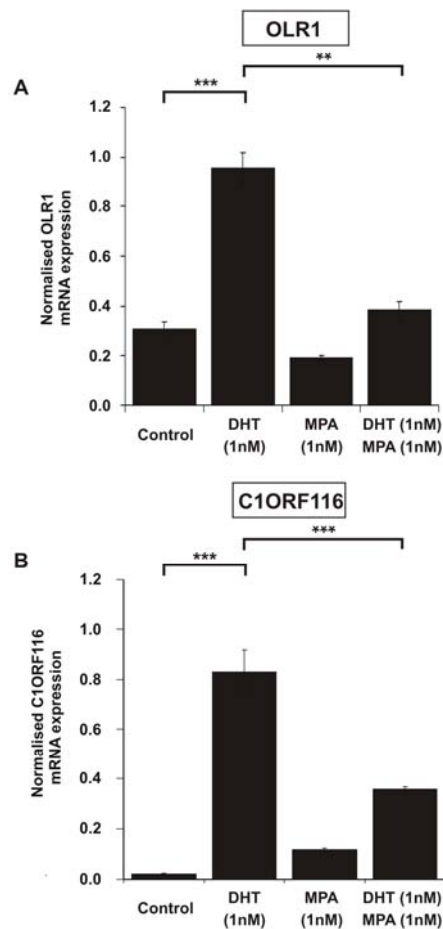 OLR1
A
***
**
Normalised OLR1
mRNA expression
1.2
1.0
0.8
0.6
0.4
0.2
0.0
Control
DHT
(1nM)
MPA
(1nM)
DHT (1nM)
MPA (1nM)
C1ORF116
B
***
***
Normalised C1ORF116
mRNA expression
1.2
1.0
0.8
0.6
0.4
0.2
0.0
Control
DHT
(1nM)
MPA
(1nM)
DHT (1nM)
MPA (1nM)